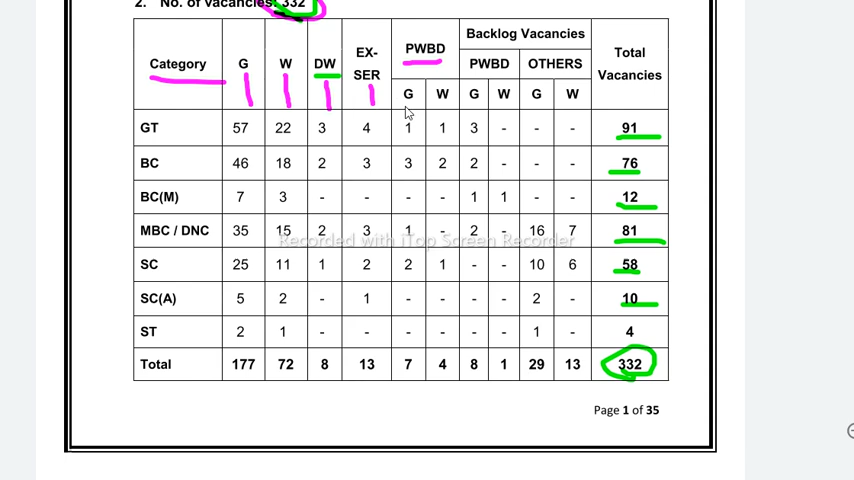 2. No. of vacancies: 332
Category G W DW EX-SER PWBD Backlog Vacancies Total Vacancies
PWBD OTHERS
G W G W G W
GT 57 22 3 4 1 1 3 - - - 91
BC 46 18 2 3 3 2 2 - - - 76
BC(M) 7 3 - - - - 1 1 - - 12
MBC / DNC 35 15 2 3 1 - 2 - 16 7 81
Recorded with iTop Screen Recorder
SC 25 11 1 2 2 1 - - 10 6 58
SC(A) 5 2 - 1 - - - - 2 - 10
ST 2 1 - - - - - - 1 - 4
Total 177 72 8 13 7 4 8 1 29 13 332
Page 1 of 35